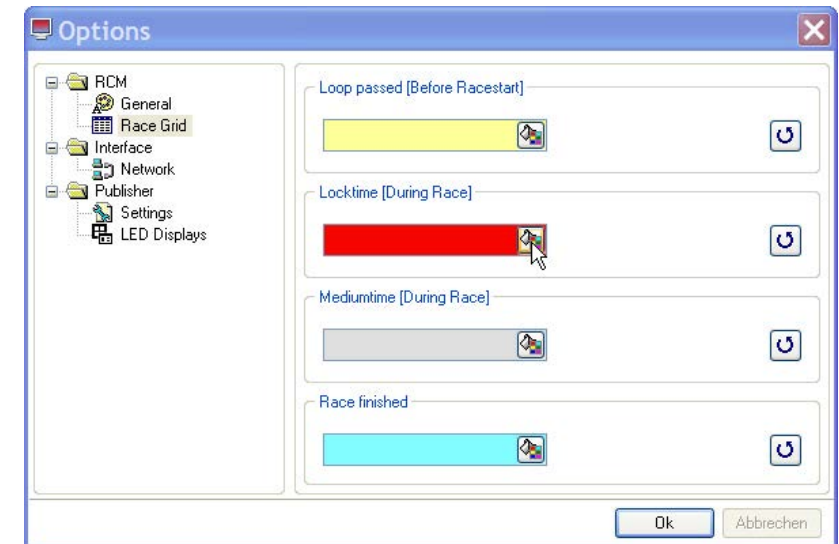 Options
RCM
General
Race Grid
Interface
Network
Publisher
Settings
LED Displays
Loop passed [Before Racestart]
Locktime [During Race]
Mediumtime [During Race]
Race finished
Ok
Abbrechen